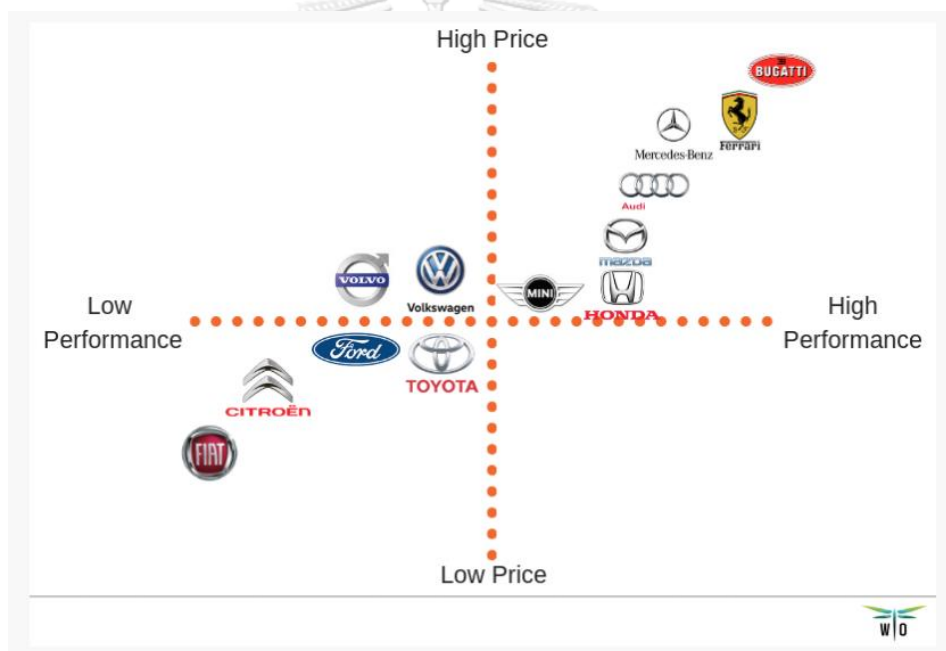 High Price
BUGATTI
Ferrari
Mercedes-Benz
Audi
mazda
VOLVO
Volkswagen
MINI
HONDA
Low
Performance
High
Performance
Ford
TOYOTA
CITROËN
FIAT
Low Price
W O